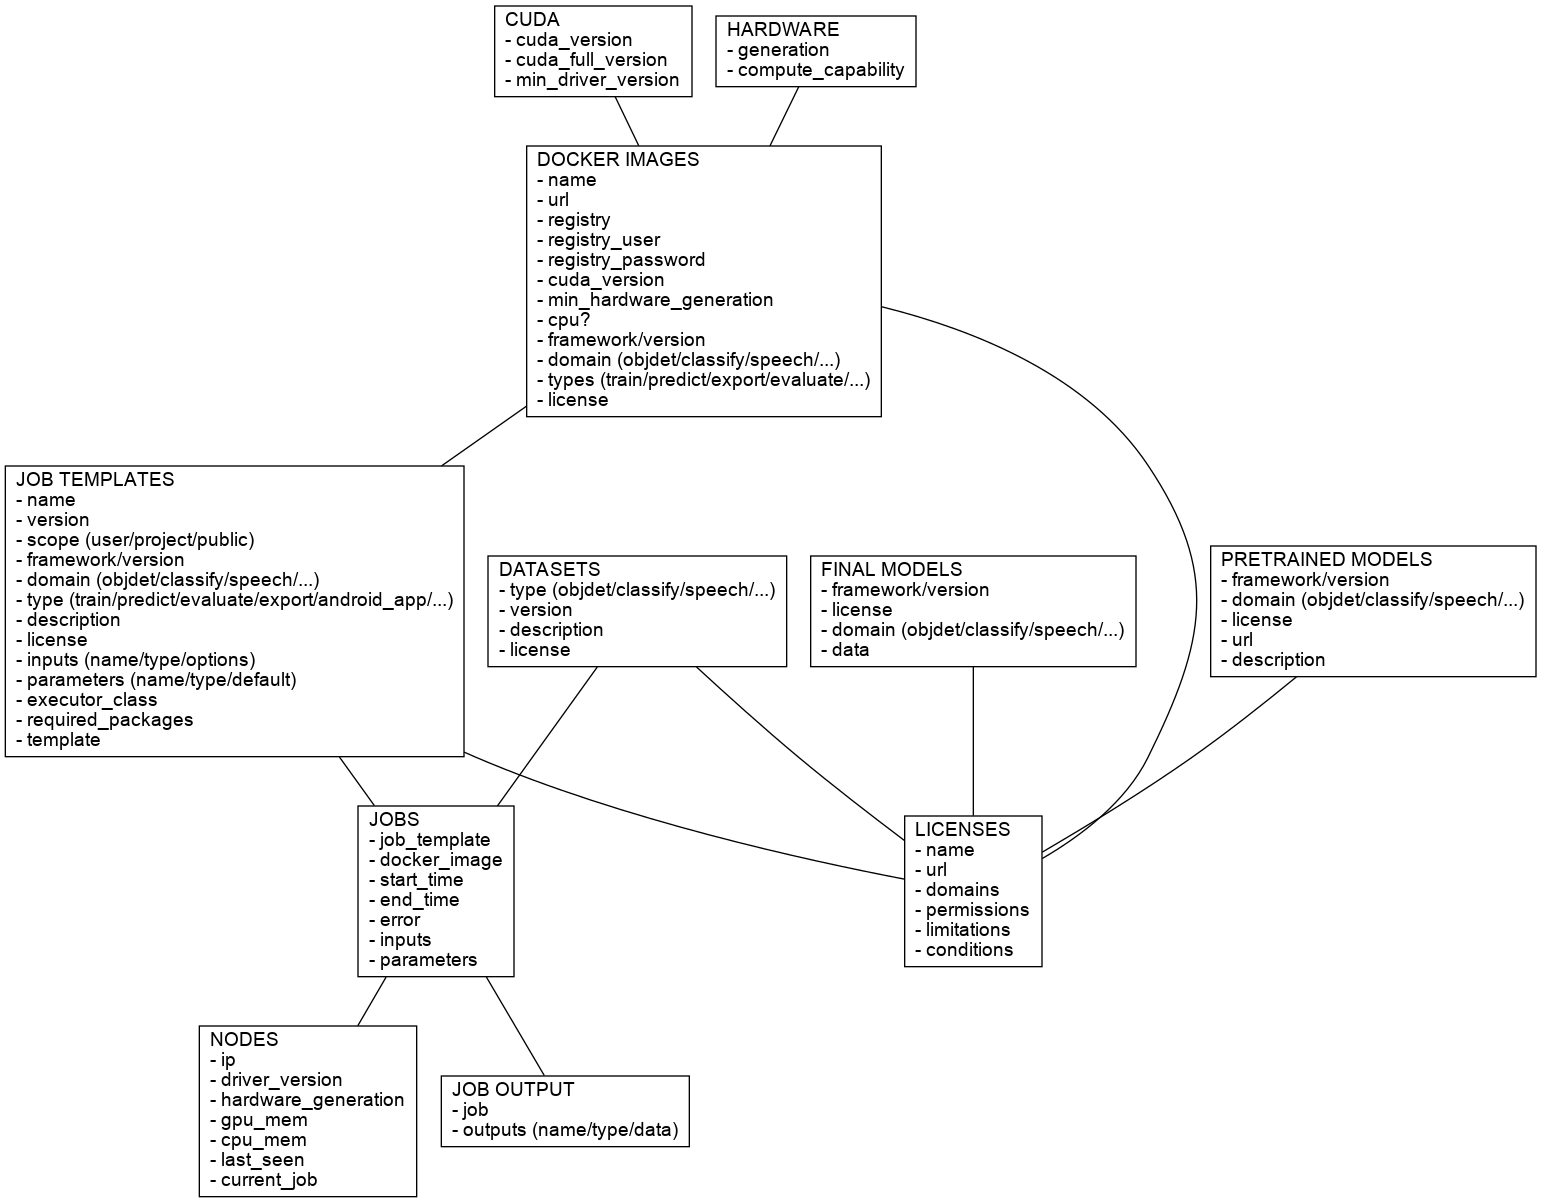 CUDA
- cuda_version
- cuda_full_version
- min_driver_version
HARDWARE
- generation
- compute_capability
DOCKER IMAGES
- name
- url
- registry
- registry_user
- registry_password
- cuda_version
- min_hardware_generation
- cpu?
- framework/version
- domain (objdet/classify/speech/...)
- types (train/predict/export/evaluate/...)
- license
JOB TEMPLATES
- name
- version
- scope (user/project/public)
- framework/version
- domain (objdet/classify/speech/...)
- type (train/predict/evaluate/export/android_app/...)
- description
- license
- inputs (name/type/options)
- parameters (name/type/default)
- executor_class
- required_packages
- template
DATASETS
- type (objdet/classify/speech/...)
- version
- description
- license
FINAL MODELS
- framework/version
- license
- domain (objdet/classify/speech/...)
- data
PRETRAINED MODELS
- framework/version
- domain (objdet/classify/speech/...)
- license
- url
- description
JOBS
- job_template
- docker_image
- start_time
- end_time
- error
- inputs
- parameters
LICENSES
- name
- url
- domains
- permissions
- limitations
- conditions
NODES
- ip
- driver_version
- hardware_generation
- gpu_mem
- cpu_mem
- last_seen
- current_job
JOB OUTPUT
- job
- outputs (name/type/data)